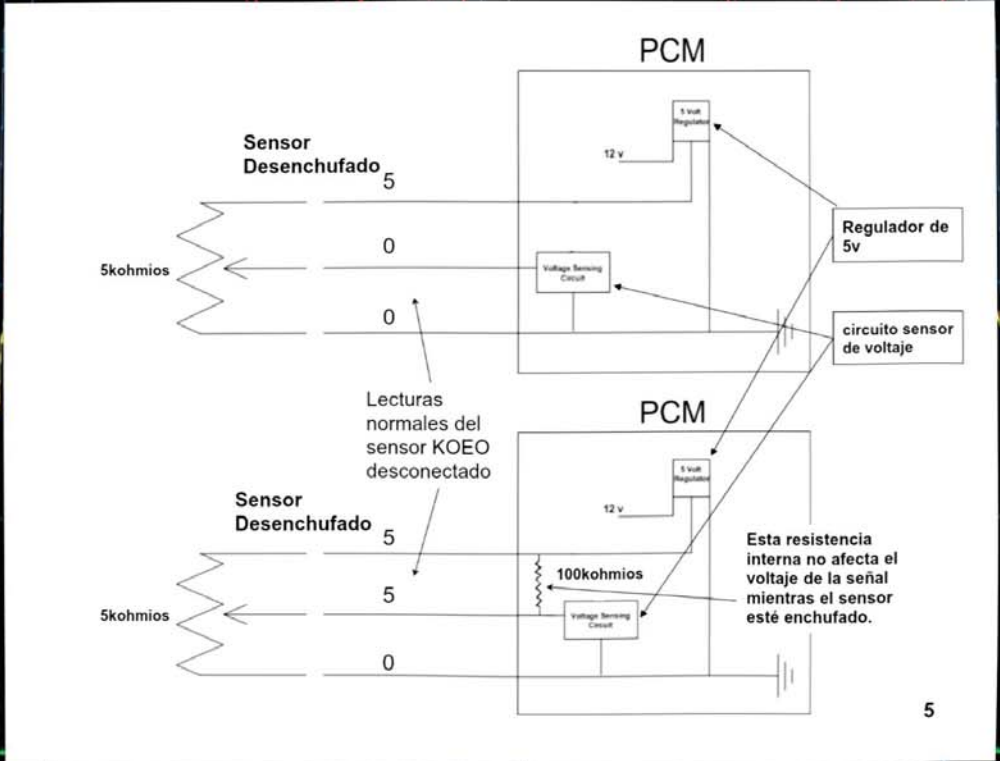 PCM
5 Volt
Regulator
12 v
Sensor
Desenchufado
5
0
5kohmios
0
Voltage Sensing
Circuit
Regulador de
5v
circuito sensor
de voltaje
Lecturas
normales del
sensor KOEO
desconectado
PCM
5 Volt
Regulator
12 v
Sensor
Desenchufado
5
100kohmios
5
5kohmios
0
Voltage Sensing
Circuit
Esta resistencia
interna no afecta el
voltaje de la señal
mientras el sensor
esté enchufado.
5